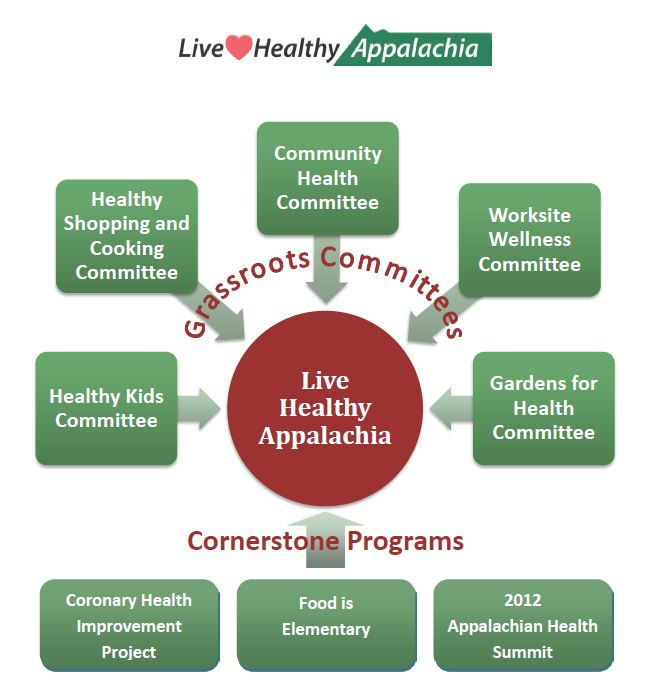 Live Healthy Appalachia
Community
Health
Committee
Healthy
Shopping and
Cooking
Committee
Worksite
Wellness
Committee
Grassroots Committees
Healthy Kids
Committee
Live
Healthy
Appalachia
Gardens for
Health
Committee
Cornerstone Programs
Coronary Health
Improvement
Project
Food is
Elementary
2012
Appalachian Health
Summit